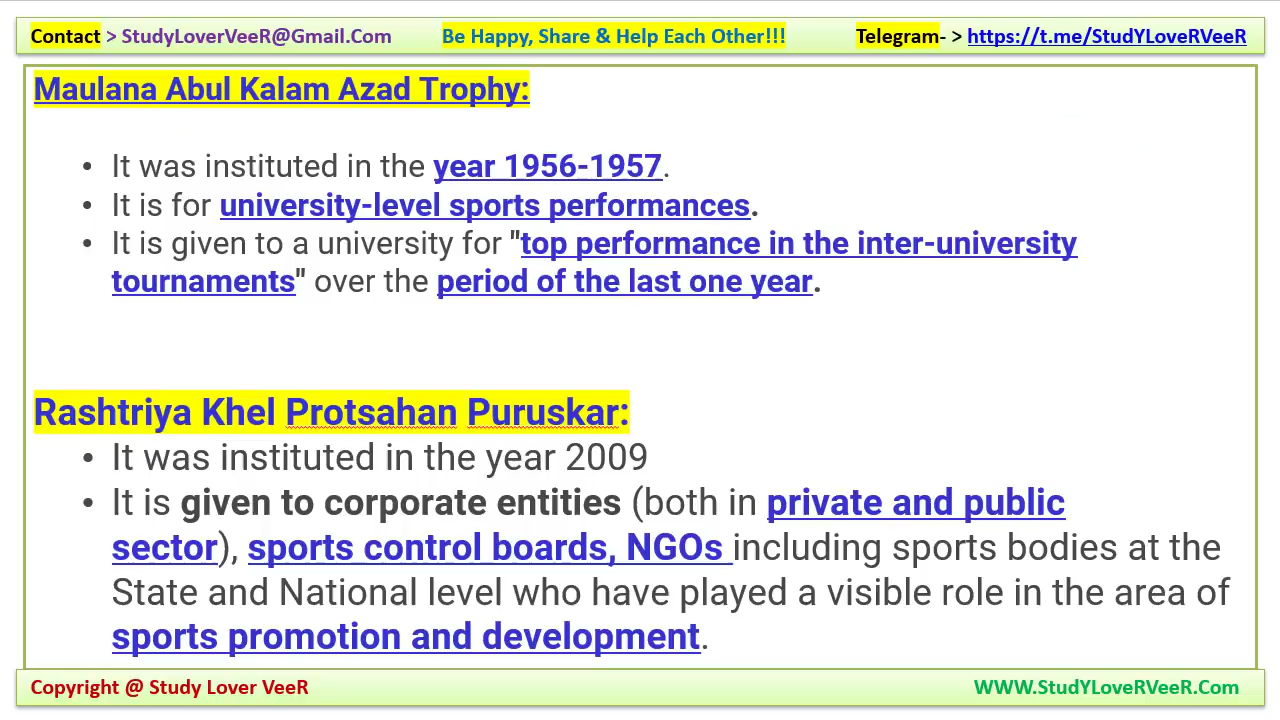 Contact > StudyLoverVeeR@Gmail.Com Be Happy, Share & Help Each Other!!! Telegram- > https://t.me/StudYLoveRVeeR
Maulana Abul Kalam Azad Trophy:
• It was instituted in the year 1956-1957.
• It is for university-level sports performances.
• It is given to a university for "top performance in the inter-university
tournaments" over the period of the last one year.
Rashtriya Khel Protsahan Puruskar:
• It was instituted in the year 2009
• It is given to corporate entities (both in private and public
sector), sports control boards, NGOs including sports bodies at the
State and National level who have played a visible role in the area of
sports promotion and development.
Copyright @ Study Lover VeeR WWW.StudYLoveRVeeR.Com